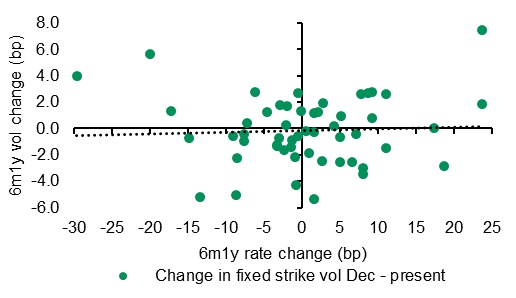 8.0
6.0
4.0
2.0
0.0
-2.0
-4.0
-6.0
6m1y vol change (bp)
-30 -25 -20 -15 -10 -5 0 5 10 15 20 25
6m1y rate change (bp)
Change in fixed strike vol Dec - present